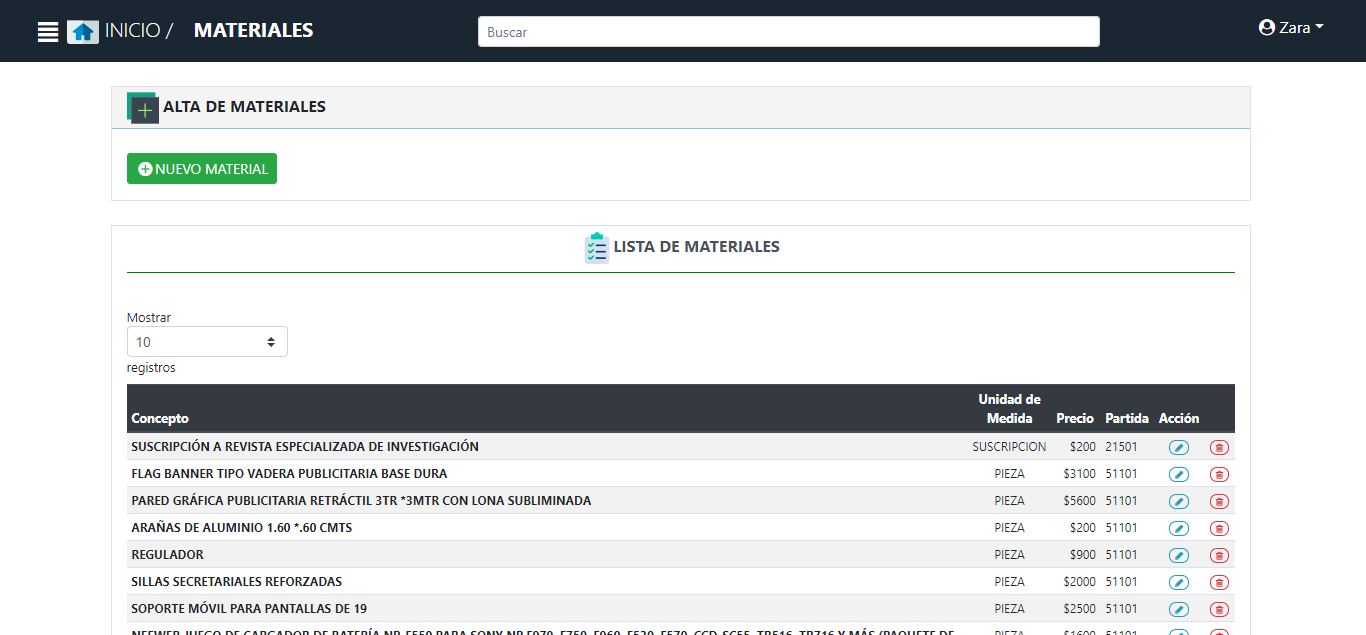 INICIO / MATERIALES
Buscar
Zara
ALTA DE MATERIALES
NUEVO MATERIAL
LISTA DE MATERIALES
Mostrar
10
registros
Concepto Unidad de Medida Precio Partida Acción
SUSCRIPCIÓN A REVISTA ESPECIALIZADA DE INVESTIGACIÓN SUSCRIPCION $200 21501
FLAG BANNER TIPO VADERA PUBLICITARIA BASE DURA PIEZA $3100 51101
PARED GRÁFICA PUBLICITARIA RETRÁCTIL 3TR *3MTR CON LONA SUBLIMINADA PIEZA $5600 51101
ARAÑAS DE ALUMINIO 1.60 *.60 CMTS PIEZA $200 51101
REGULADOR PIEZA $900 51101
SILLAS SECRETARIALES REFORZADAS PIEZA $2000 51101
SOPORTE MÓVIL PARA PANTALLAS DE 19 PIEZA $2500 51101
NEEWER JUEGO DE CARGADOR DE BATERÍA NP-F550 PARA SONY NP F970, F750, F960, F530, F570, CCD-SC55, TR516, TR716 Y MÁS (PAQUETE DE PIEZA $1600 51101